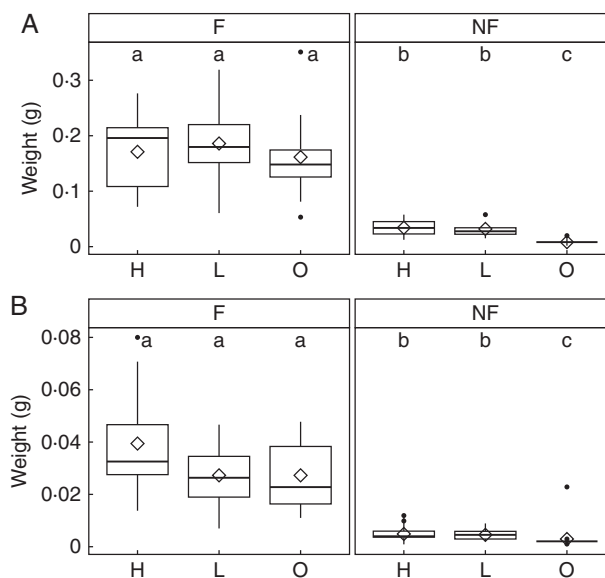 A
F
NF
a a a b b c
Weight (g)
0·3
0·2
0·1
0
H L O H L O
B
F
NF
a a a b b c
Weight (g)
0·08
0·06
0·04
0·02
0
H L O H L O